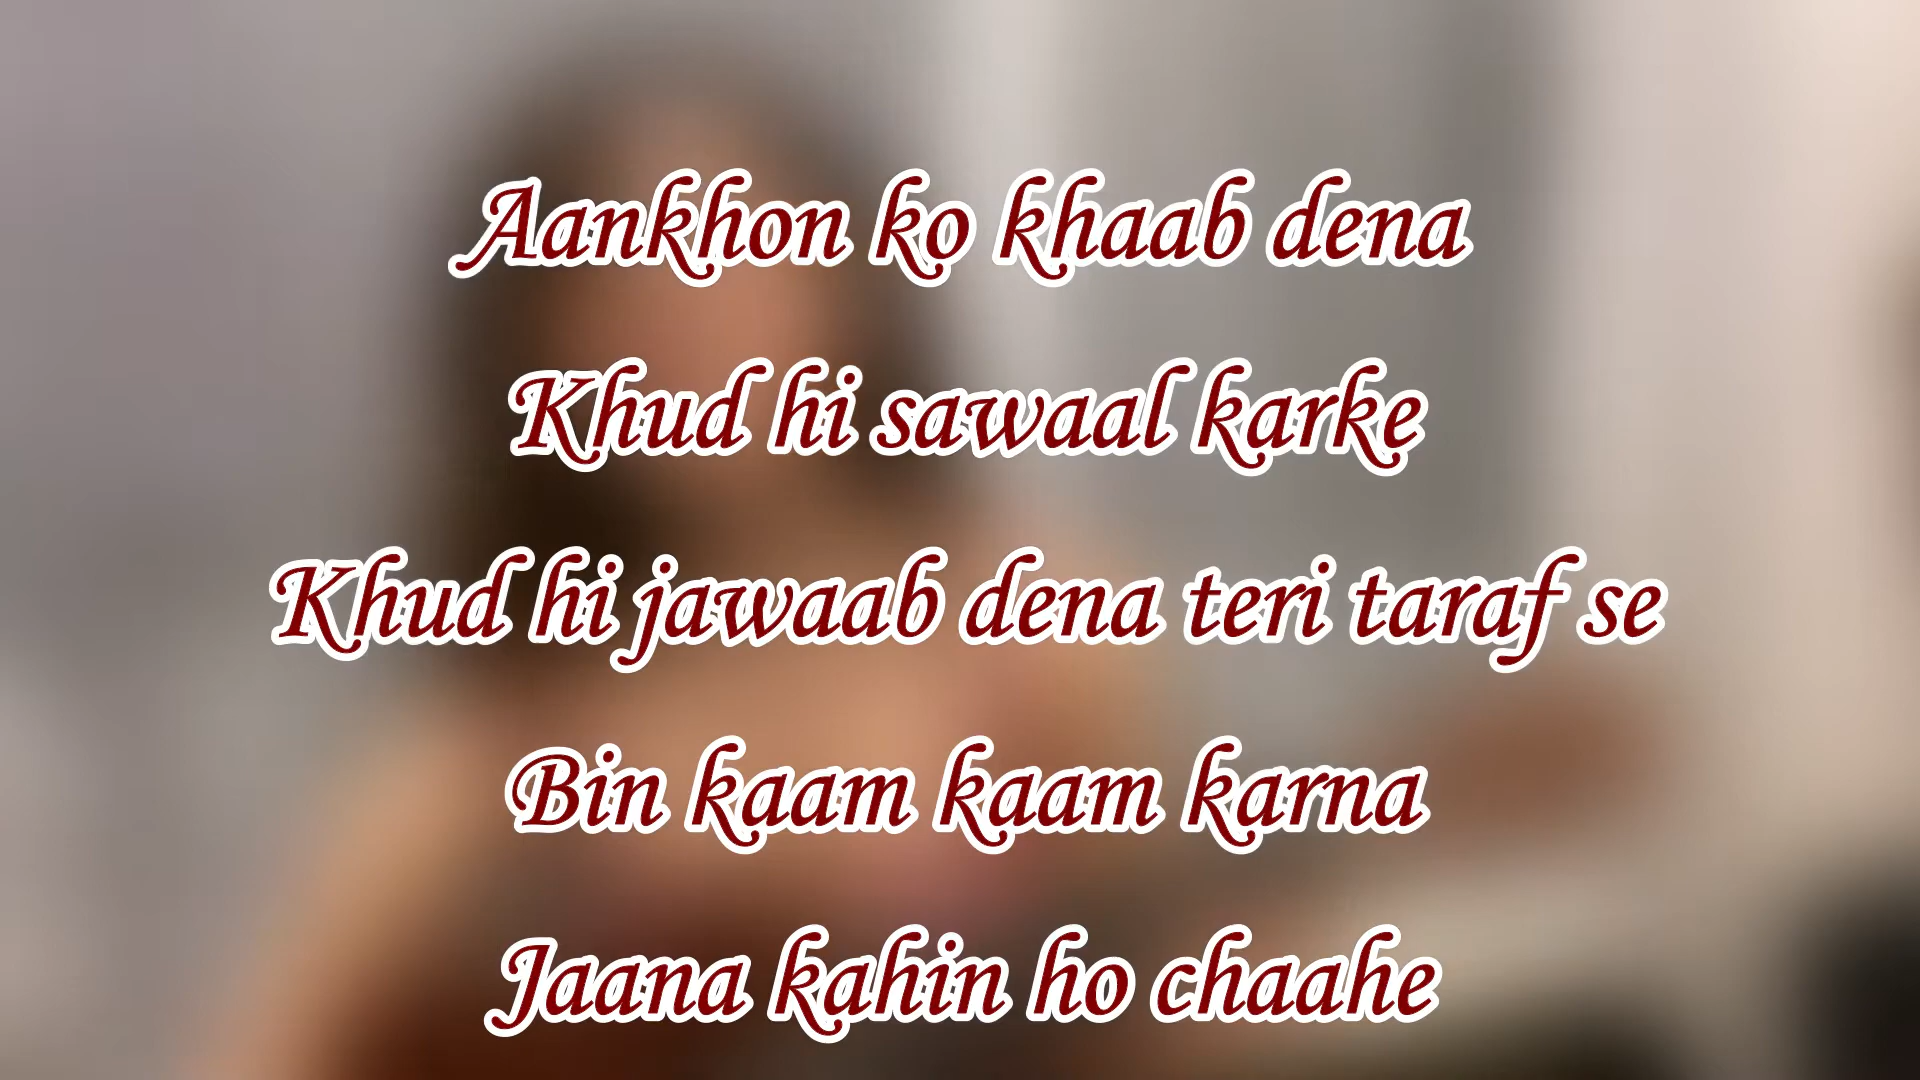 Aankhon ko khaab dena
Khud hi sawaal karke
Khud hi jawaab dena teri taraf se
Bin kaam kaam karna
Jaana kahin ho chaahe